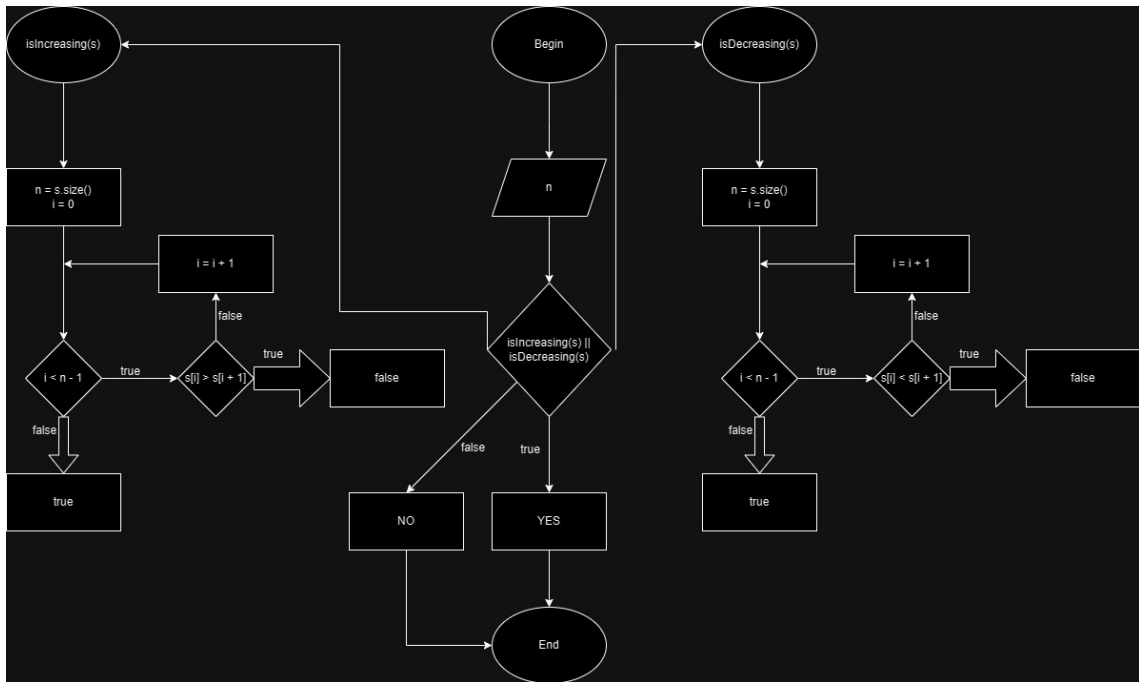 isIncreasing(s)
Begin
isDecreasing(s)
n = s.size()
i = 0
n
n = s.size()
i = 0
i = i + 1
i = i + 1
false
false
isIncreasing(s) ||
isDecreasing(s)
i < n - 1
true
s[i] > s[i + 1]
true
false
i < n - 1
true
s[i] < s[i + 1]
true
false
false
false
true
false
true
NO
YES
true
End